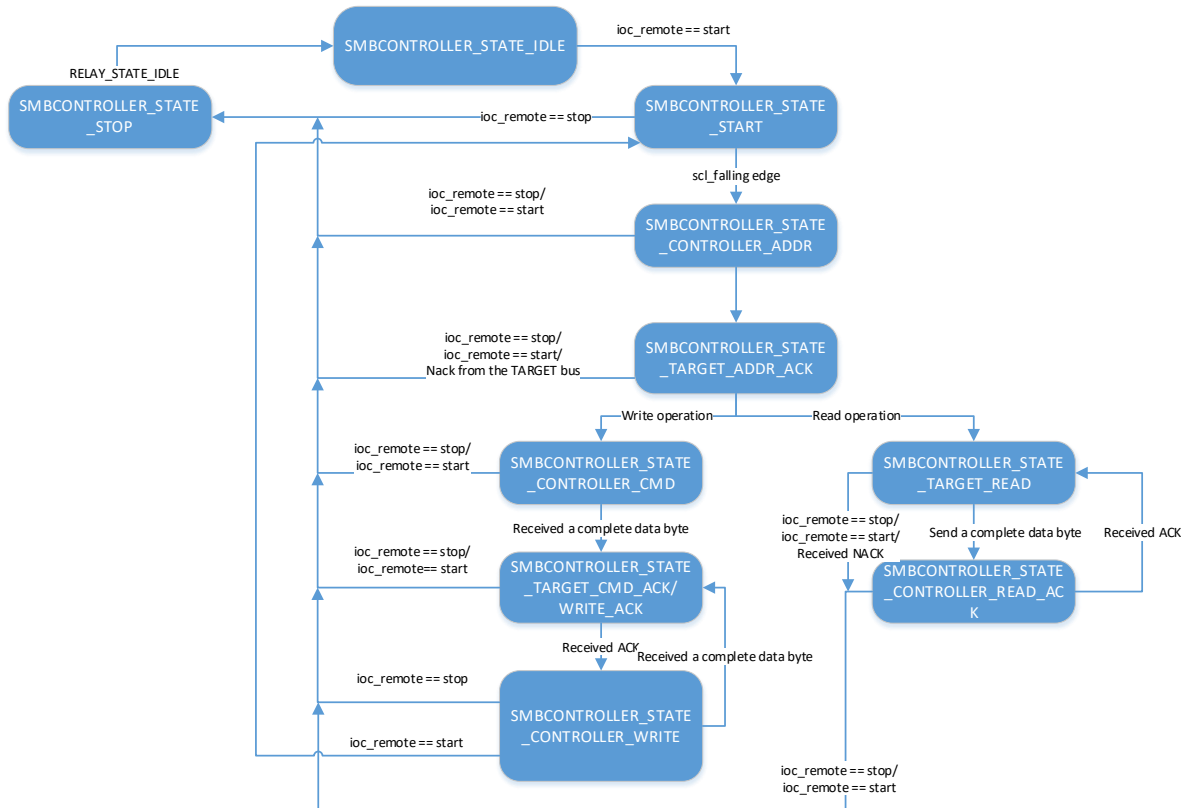 SMBCONTROLLER_STATE_IDLE
ioc_remote == start
RELAY_STATE_IDLE
SMBCONTROLLER_STATE
_STOP
ioc_remote == stop
SMBCONTROLLER_STATE
_START
scl_falling edge
ioc_remote == stop/
ioc_remote == start
SMBCONTROLLER_STATE
_CONTROLLER_ADDR
ioc_remote == stop/
ioc_remote == start/
Nack from the TARGET bus
SMBCONTROLLER_STATE
_TARGET_ADDR_ACK
Write operation
Read operation
ioc_remote == stop/
ioc_remote == start
SMBCONTROLLER_STATE
_CONTROLLER_CMD
SMBCONTROLLER_STATE
_TARGET_READ
Received a complete data byte
ioc_remote == stop/
ioc_remote == start/
Received NACK
Send a complete data byte
Received ACK
ioc_remote == stop/
ioc_remote== start
SMBCONTROLLER_STATE
_TARGET_CMD_ACK/
WRITE_ACK
SMBCONTROLLER_STATE
_CONTROLLER_READ_AC
K
Received ACK
Received a complete data byte
ioc_remote == stop
SMBCONTROLLER_STATE
_CONTROLLER_WRITE
ioc_remote == start
ioc_remote == stop/
ioc_remote == start